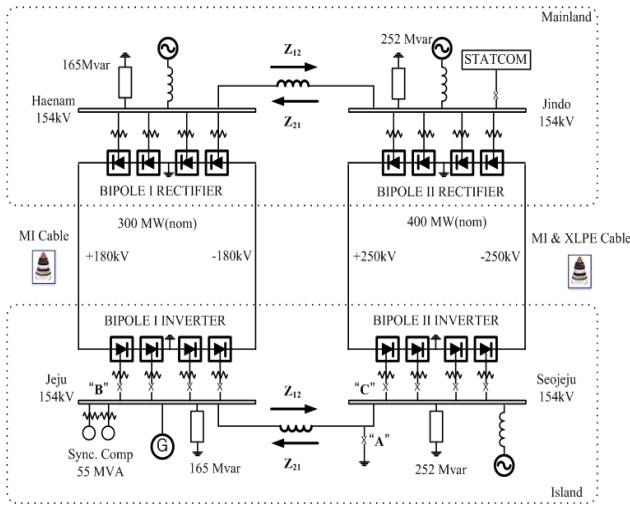 Mainland
165Mvar
Z12
Z21
252 Mvar
STATCOM
Haenam
154kV
Jindo
154kV
BIPOLE I RECTIFIER
BIPOLE II RECTIFIER
300 MW(nom)
400 MW(nom)
MI Cable
+180kV
-180kV
+250kV
-250kV
MI & XLPE Cable
BIPOLE I INVERTER
BIPOLE II INVERTER
Jeju
154kV
"B"
Z12
"C"
Seojeju
154kV
"A"
G
Sync. Comp
55 MVA
165 Mvar
Z21
252 Mvar
Island